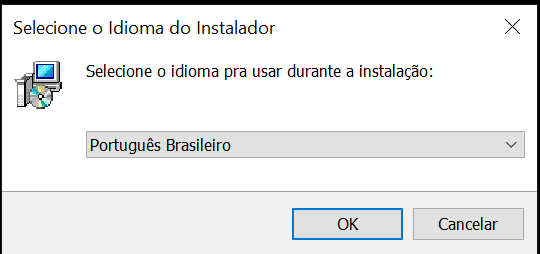 Selecione o Idioma do Instalador
Selecione o idioma pra usar durante a instalação:
Português Brasileiro
OK
Cancelar